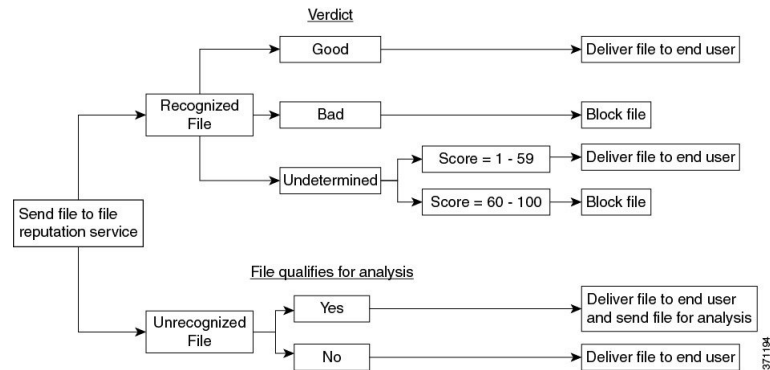 Verdict
Good
Deliver file to end user
Recognized
File
Bad
Block file
Undetermined
Score = 1 - 59
Deliver file to end user
Score = 60 - 100
Block file
Send file to file
reputation service
File qualifies for analysis
Unrecognized
File
Yes
Deliver file to end user
and send file for analysis
No
Deliver file to end user
371194